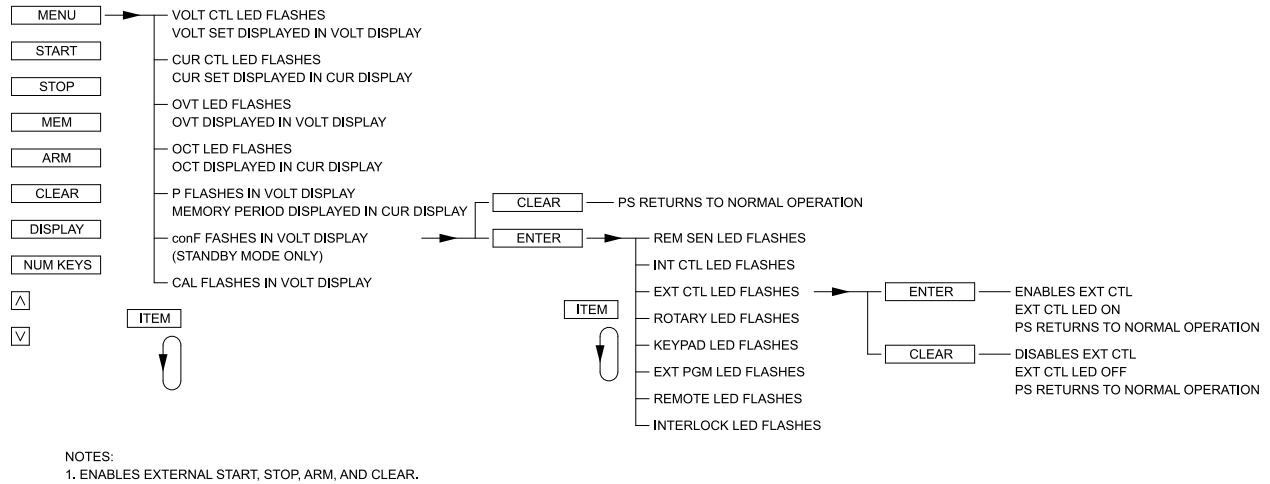 MENU
START
STOP
MEM
ARM
CLEAR
DISPLAY
NUM KEYS
VOLT CTL LED FLASHES
VOLT SET DISPLAYED IN VOLT DISPLAY
CUR CTL LED FLASHES
CUR SET DISPLAYED IN CUR DISPLAY
OVT LED FLASHES
OVT DISPLAYED IN VOLT DISPLAY
OCT LED FLASHES
OCT DISPLAYED IN CUR DISPLAY
P FLASHES IN VOLT DISPLAY
MEMORY PERIOD DISPLAYED IN CUR DISPLAY
conF FASHES IN VOLT DISPLAY
(STANDBY MODE ONLY)
CAL FLASHES IN VOLT DISPLAY
ITEM
CLEAR
PS RETURNS TO NORMAL OPERATION
ENTER
REM SEN LED FLASHES
INT CTL LED FLASHES
EXT CTL LED FLASHES
ROTARY LED FLASHES
KEYPAD LED FLASHES
EXT PGM LED FLASHES
REMOTE LED FLASHES
INTERLOCK LED FLASHES
ITEM
ENTER
ENABLES EXT CTL
EXT CTL LED ON
PS RETURNS TO NORMAL OPERATION
CLEAR
DISABLES EXT CTL
EXT CTL LED OFF
PS RETURNS TO NORMAL OPERATION
NOTES:
1. ENABLES EXTERNAL START, STOP, ARM, AND CLEAR.